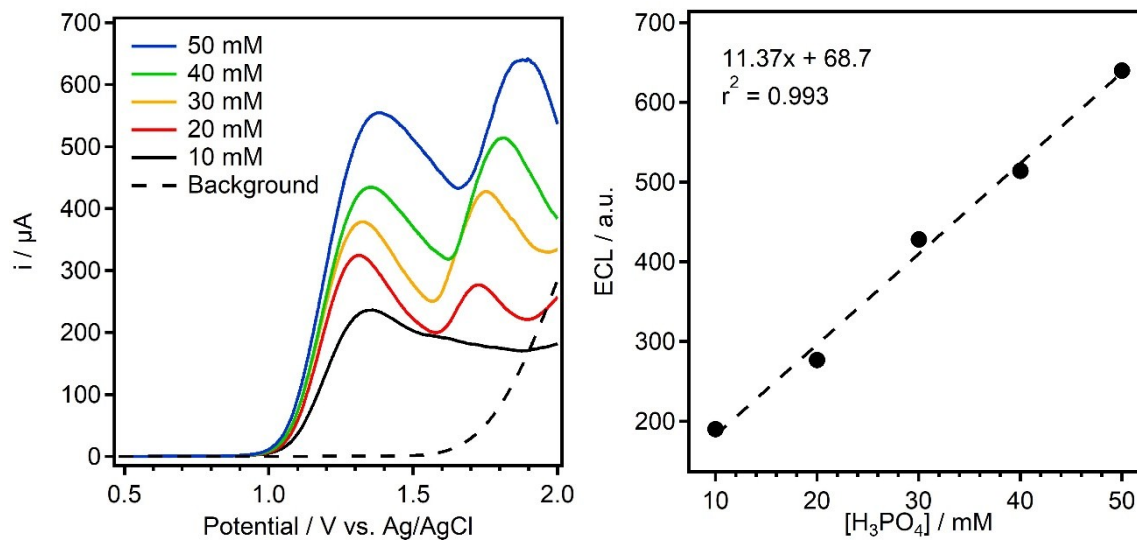 700
600
500
400
300
200
100
0
i / µA
50 mM
40 mM
30 mM
20 mM
10 mM
Background
0.5 1.0 1.5 2.0
Potential / V vs. Ag/AgCl
700
600
500
400
300
200
ECL / a.u.
11.37x + 68.7
r² = 0.993
10 20 30 40 50
[H₃PO₄] / mM